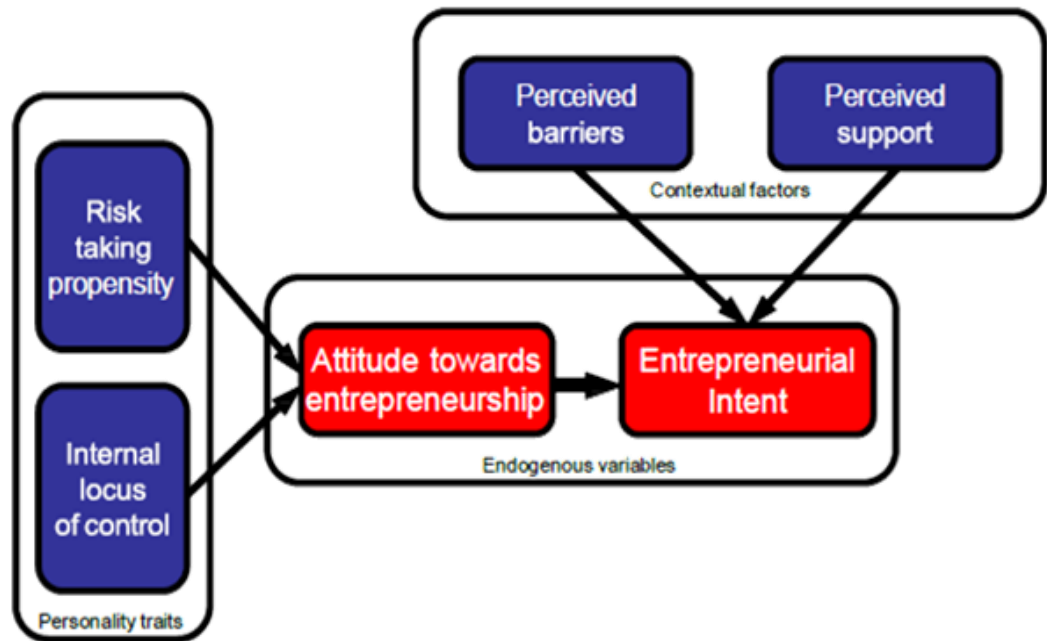 Perceived
barriers
Perceived
support
Contextual factors
Risk
taking
propensity
Internal
locus
of control
Personality traits
Attitude towards
entrepreneurship
Entrepreneurial
Intent
Endogenous variables